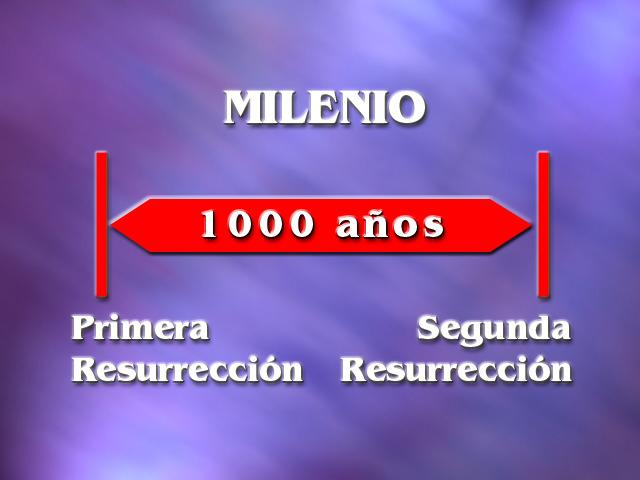 MILENIO
1000 años
Primera
Resurrección
Segunda
Resurrección